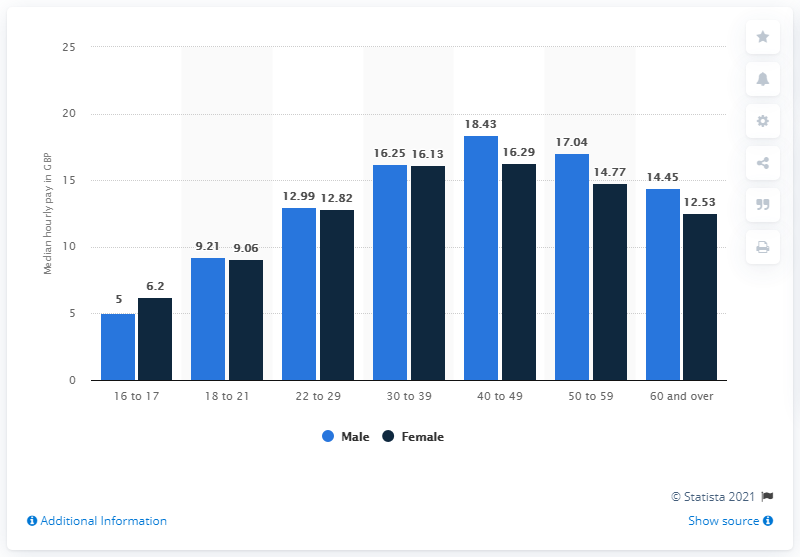 25
20
15
10
5
0
Median hourly pay in GBP
5
6.2
9.21
9.06
12.99
12.82
16.25
16.13
18.43
16.29
17.04
14.77
14.45
12.53
16 to 17
18 to 21
22 to 29
30 to 39
40 to 49
50 to 59
60 and over
Male
Female
© Statista 2021
Additional Information
Show source